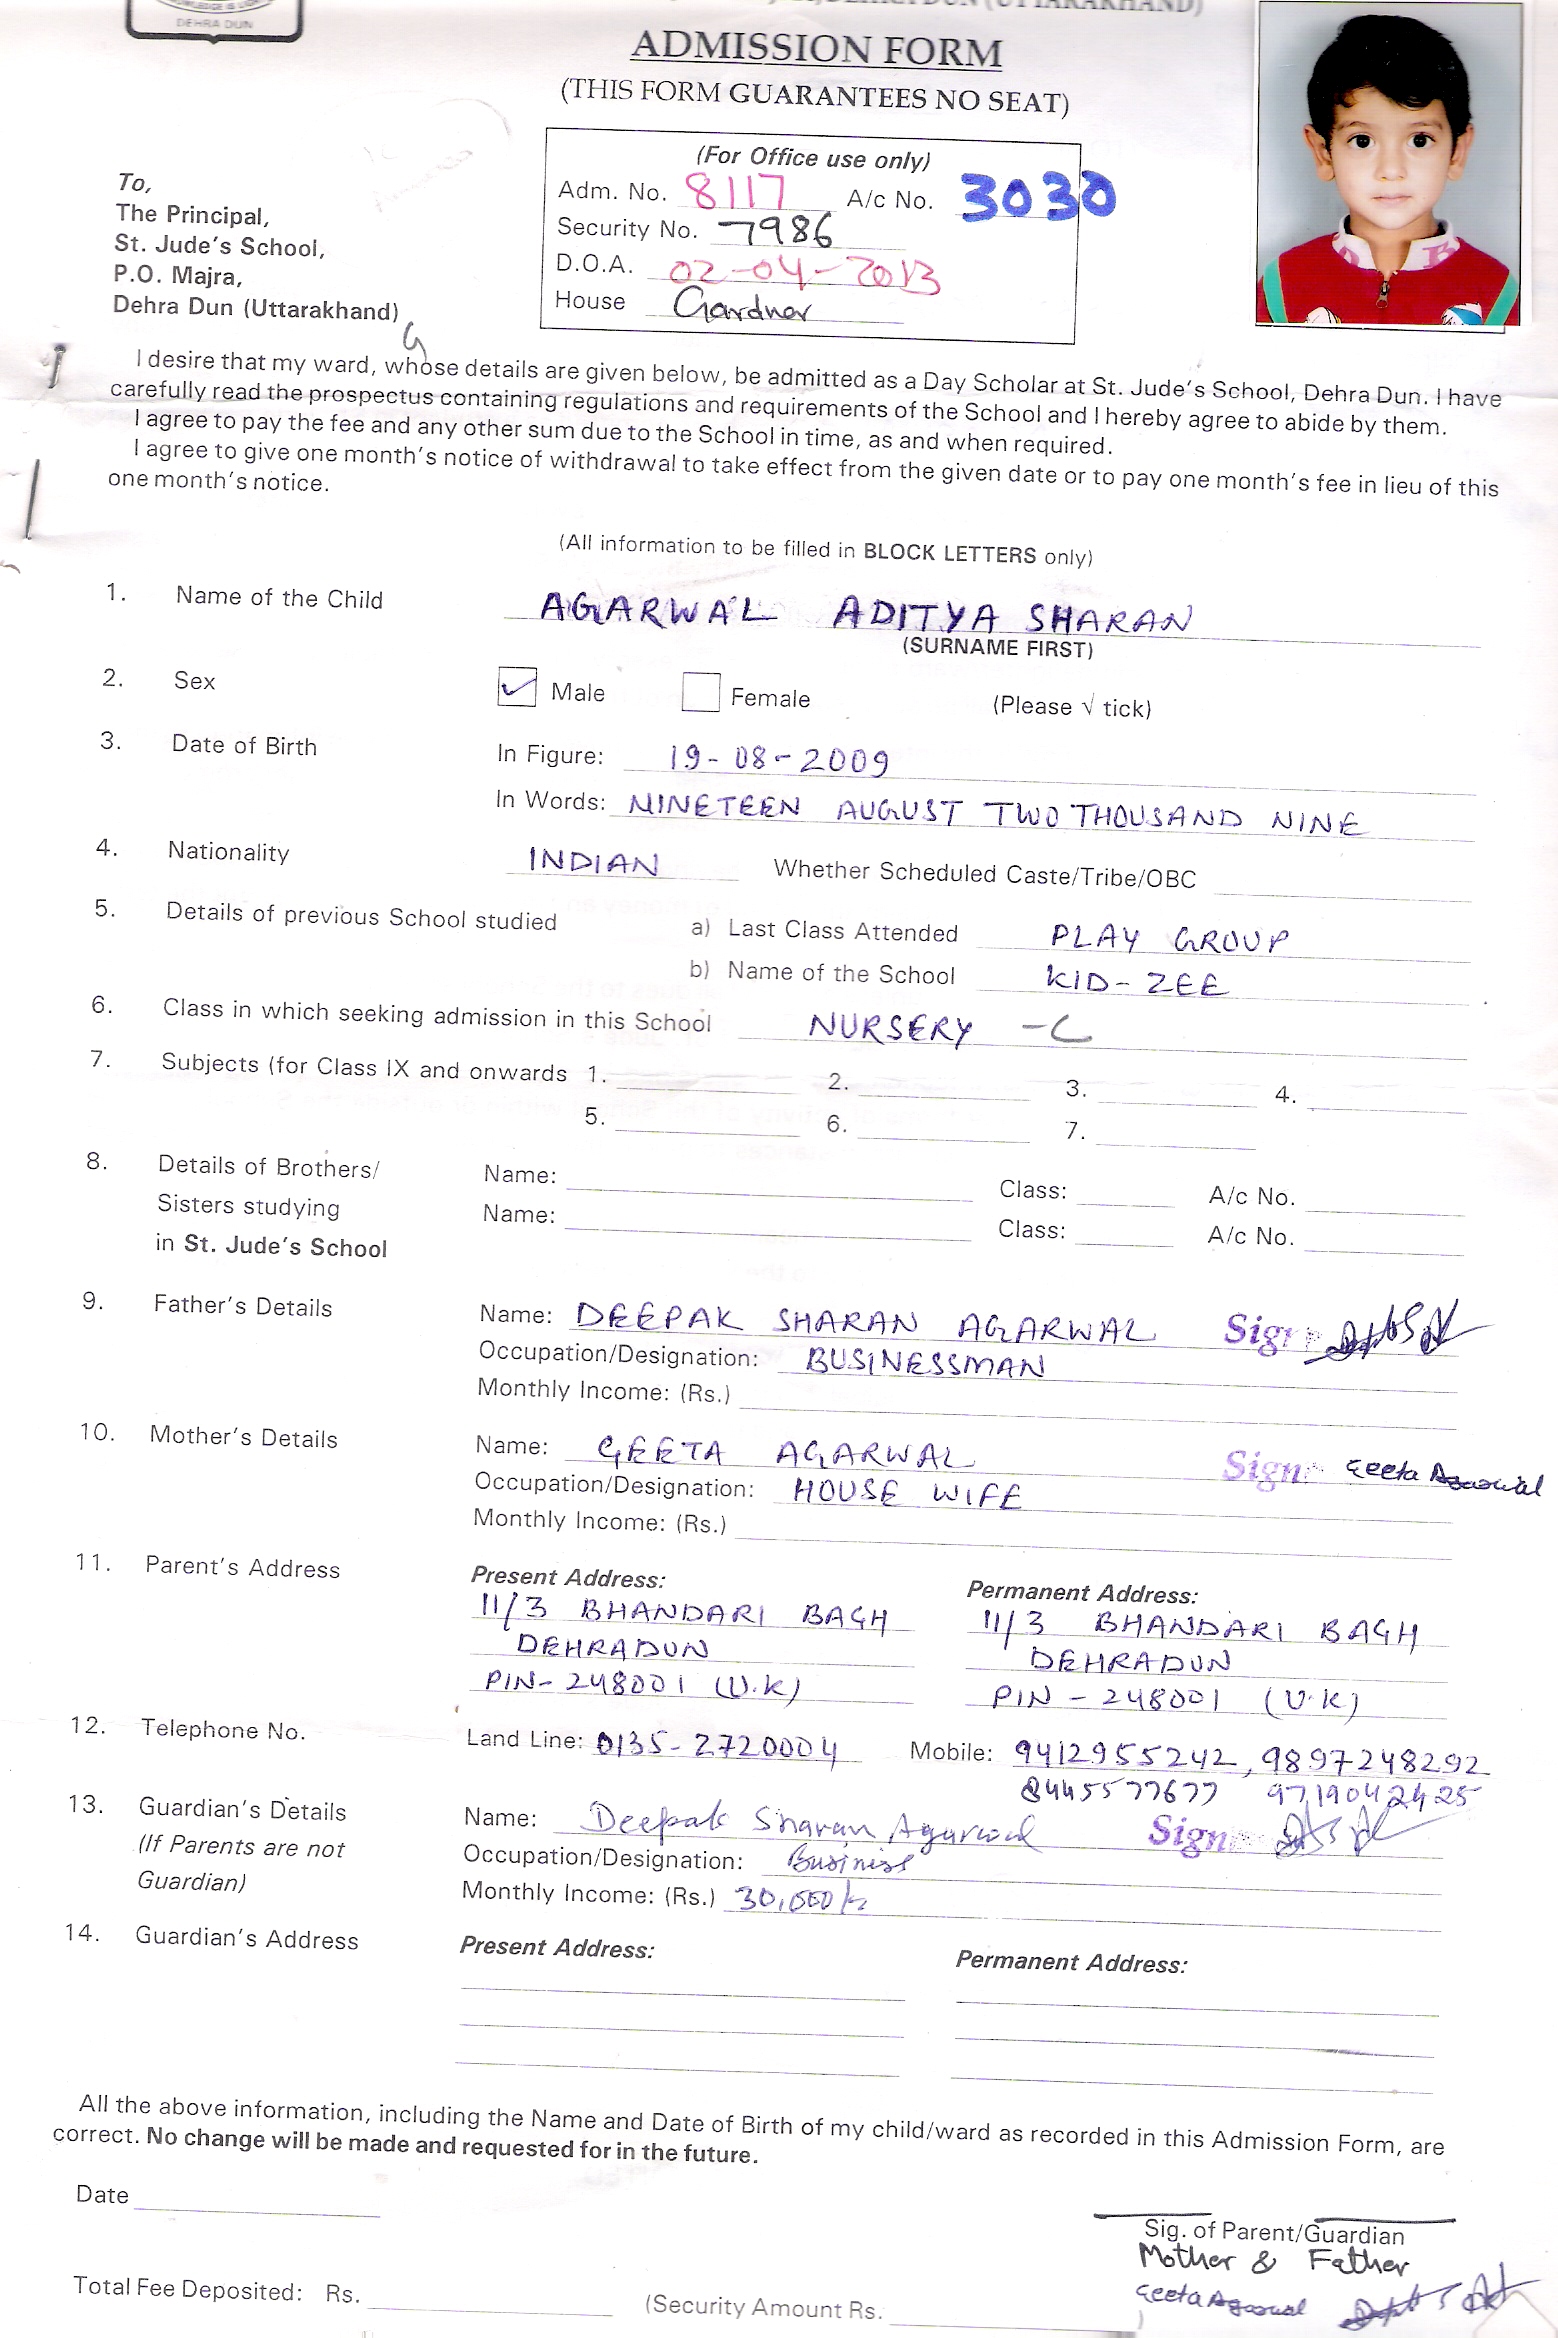 DEHRA DUN
ADMISSION FORM
(THIS FORM GUARANTEES NO SEAT)
(For Office use only)
Adm. No. 8117 A/c No. 3030
Security No. 7986
D.O.A. 02-04-2013
House Gardner
To,
The Principal,
St. Jude's School,
P.O. Majra,
Dehra Dun (Uttarakhand)
G
I desire that my ward, whose details are given below, be admitted as a Day Scholar at St. Jude's School, Dehra Dun. I have
carefully read the prospectus containing regulations and requirements of the School and I hereby agree to abide by them.
I agree to pay the fee and any other sum due to the School in time, as and when required.
I agree to give one month's notice of withdrawal to take effect from the given date or to pay one month's fee in lieu of this
one month's notice.
(All information to be filled in BLOCK LETTERS only)
1. Name of the Child AGARWAL ADITYA SHARAN
(SURNAME FIRST)
2. Sex Male Female (Please √ tick)
3. Date of Birth In Figure: 19-08-2009
In Words: NINETEEN AUGUST TWO THOUSAND NINE
4. Nationality INDIAN Whether Scheduled Caste/Tribe/OBC
5. Details of previous School studied a) Last Class Attended PLAY GROUP
b) Name of the School KID-ZEE
6. Class in which seeking admission in this School NURSERY -C
7. Subjects (for Class IX and onwards 1. 2. 3. 4.
5. 6. 7.
8. Details of Brothers/ Name: Class: A/c No.
Sisters studying Name: Class: A/c No.
in St. Jude's School
9. Father's Details Name: DEEPAK SHARAN AGARWAL Sign
Occupation/Designation: BUSINESSMAN
Monthly Income: (Rs.)
10. Mother's Details Name: GEETA AGARWAL Sign Geeta Agarwal
Occupation/Designation: HOUSE WIFE
Monthly Income: (Rs.)
11. Parent's Address Present Address: Permanent Address:
11/3 BHANDARI BAGH 11/3 BHANDARI BAGH
DEHRADUN DEHRADUN
PIN-248001 (U.K) PIN-248001 (U.K)
12. Telephone No. Land Line: 0135-2720004 Mobile: 9412955242, 9897248292
8445577677 9719042425
13. Guardian's Details Name: Deepak Sharan Agarwal Sign
(If Parents are not Occupation/Designation: Business
Guardian) Monthly Income: (Rs.) 30,000/-
14. Guardian's Address Present Address: Permanent Address:
All the above information, including the Name and Date of Birth of my child/ward as recorded in this Admission Form, are
correct. No change will be made and requested for in the future.
Date
Sig. of Parent/Guardian
Mother & Father
Geeta Agarwal
Total Fee Deposited: Rs. (Security Amount Rs. )